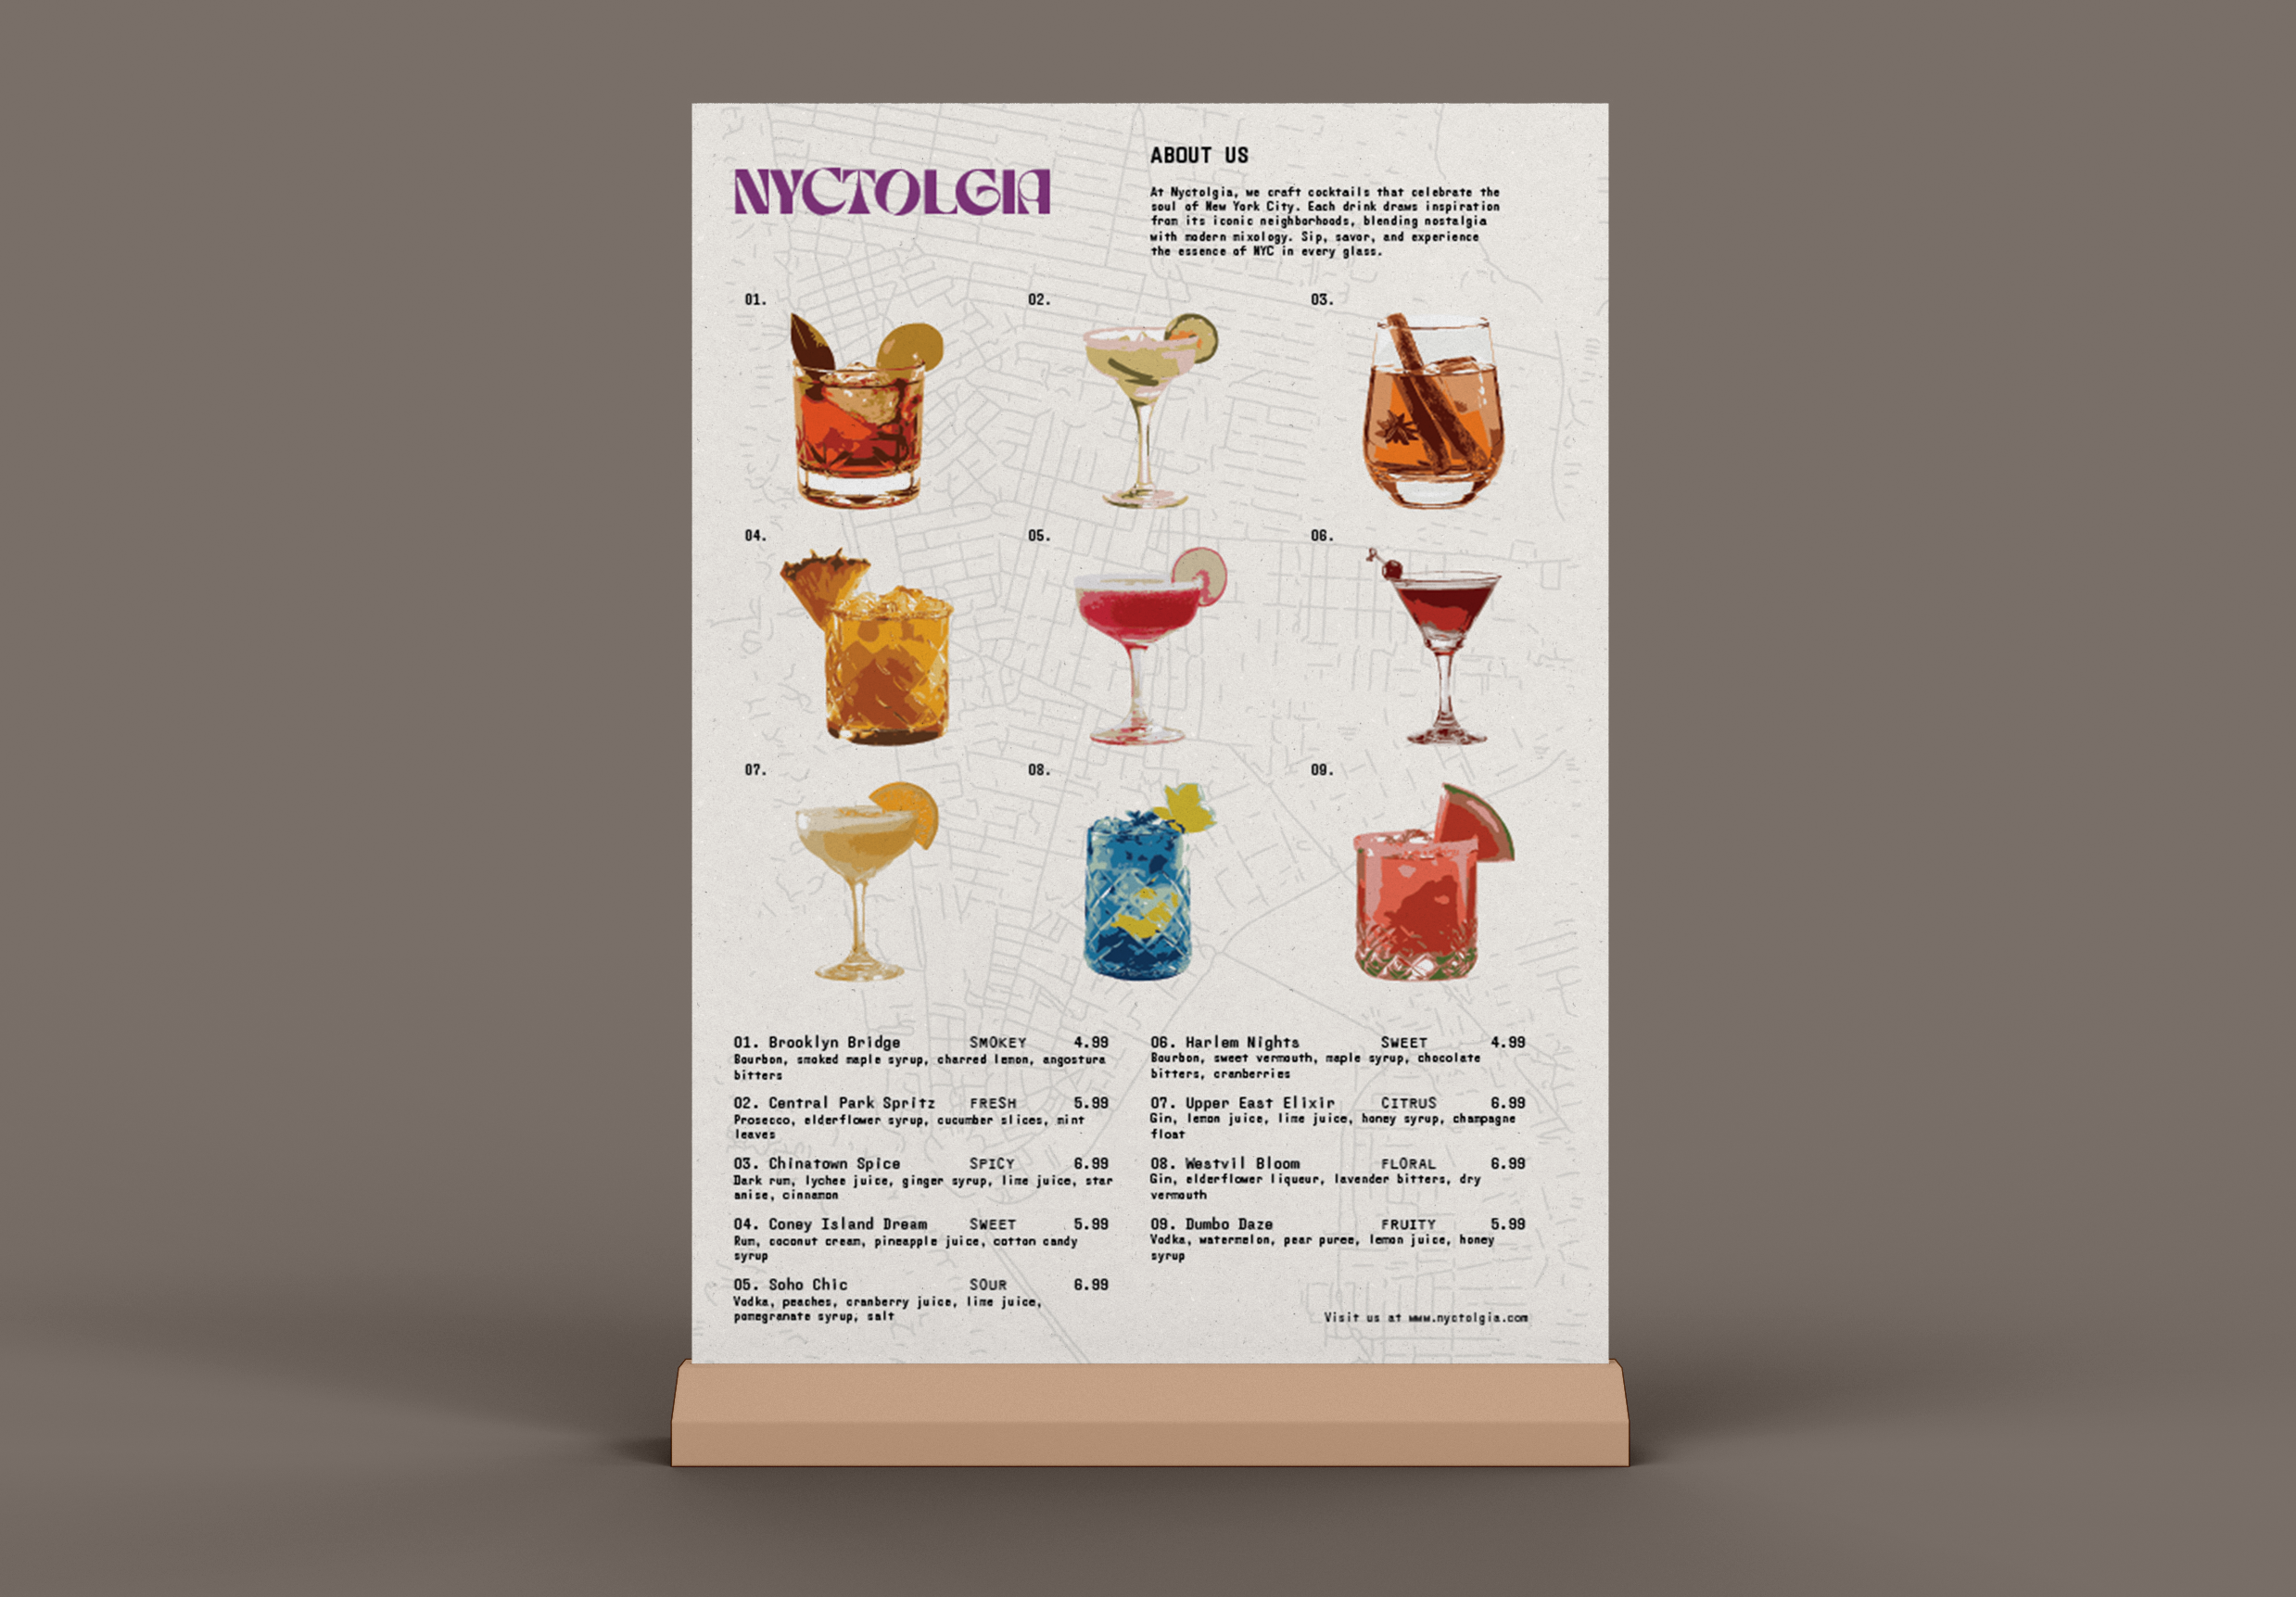 NYCTOLGIA
ABOUT US
At Nyctolgia, we craft cocktails that celebrate the
soul of New York City. Each drink draws inspiration
from its iconic neighborhoods, blending nostalgia
with modern mixology. Sip, savor, and experience
the essence of NYC in every glass.
01.
02.
03.
04.
05.
06.
07.
08.
09.
01. Brooklyn Bridge SMOKEY 4.99
Bourbon, smoked maple syrup, charred lemon, angostura
bitters
02. Central Park Spritz FRESH 5.99
Prosecco, elderflower syrup, cucumber slices, mint
leaves
03. Chinatown Spice SPICY 6.99
Dark rum, lychee juice, ginger syrup, lime juice, star
anise, cinnamon
04. Coney Island Dream SWEET 5.99
Rum, coconut cream, pineapple juice, cotton candy
syrup
05. Soho Chic SOUR 6.99
Vodka, peaches, cranberry juice, lime juice,
pomegranate syrup, salt
06. Harlem Nights SWEET 4.99
Bourbon, sweet vermouth, maple syrup, chocolate
bitters, cranberries
07. Upper East Elixir CITRUS 6.99
Gin, lemon juice, lime juice, honey syrup, champagne
float
08. Westvil Bloom FLORAL 6.99
Gin, elderflower liqueur, lavender bitters, dry
vermouth
09. Dumbo Daze FRUITY 5.99
Vodka, watermelon, pear puree, lemon juice, honey
syrup
Visit us at www.nyctolgia.com